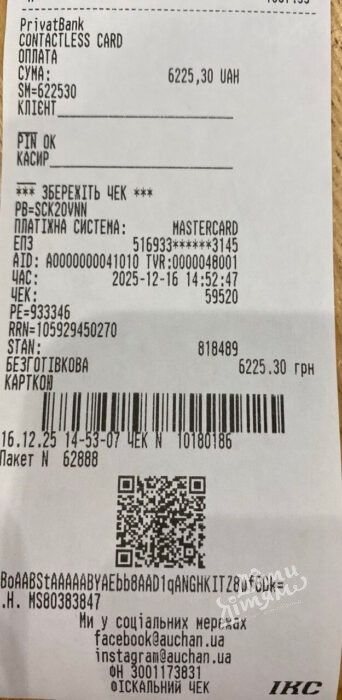 PrivatBank
CONTACTLESS CARD
ОПЛАТА
СУМА: 6225,30 UAH
SM=622530
КЛІЄНТ
PIN OK
КАСИР
*** ЗБЕРЕЖІТЬ ЧЕК ***
PB=SCK20VNN
ПЛАТІЖНА СИСТЕМА: MASTERCARD
ЕПЗ 516933******3145
AID: A0000000041010 TVR:0000048001
ЧАС: 2025-12-16 14:52:47
ЧЕК: 59520
PE=933346
RRN=105929450270
STAN: 818489
БЕЗГОТІВКОВА 6225.30 грн
КАРТКОЮ
16.12.25 14-53-07 ЧЕК N 10180186
Пакет N 62888
.Н. MS80383847
Ми у соціальних мережах
facebook@auchan.ua
instagram@auchan.ua
ФН 3001173831
ФІСКАЛЬНИЙ ЧЕК
ІКС